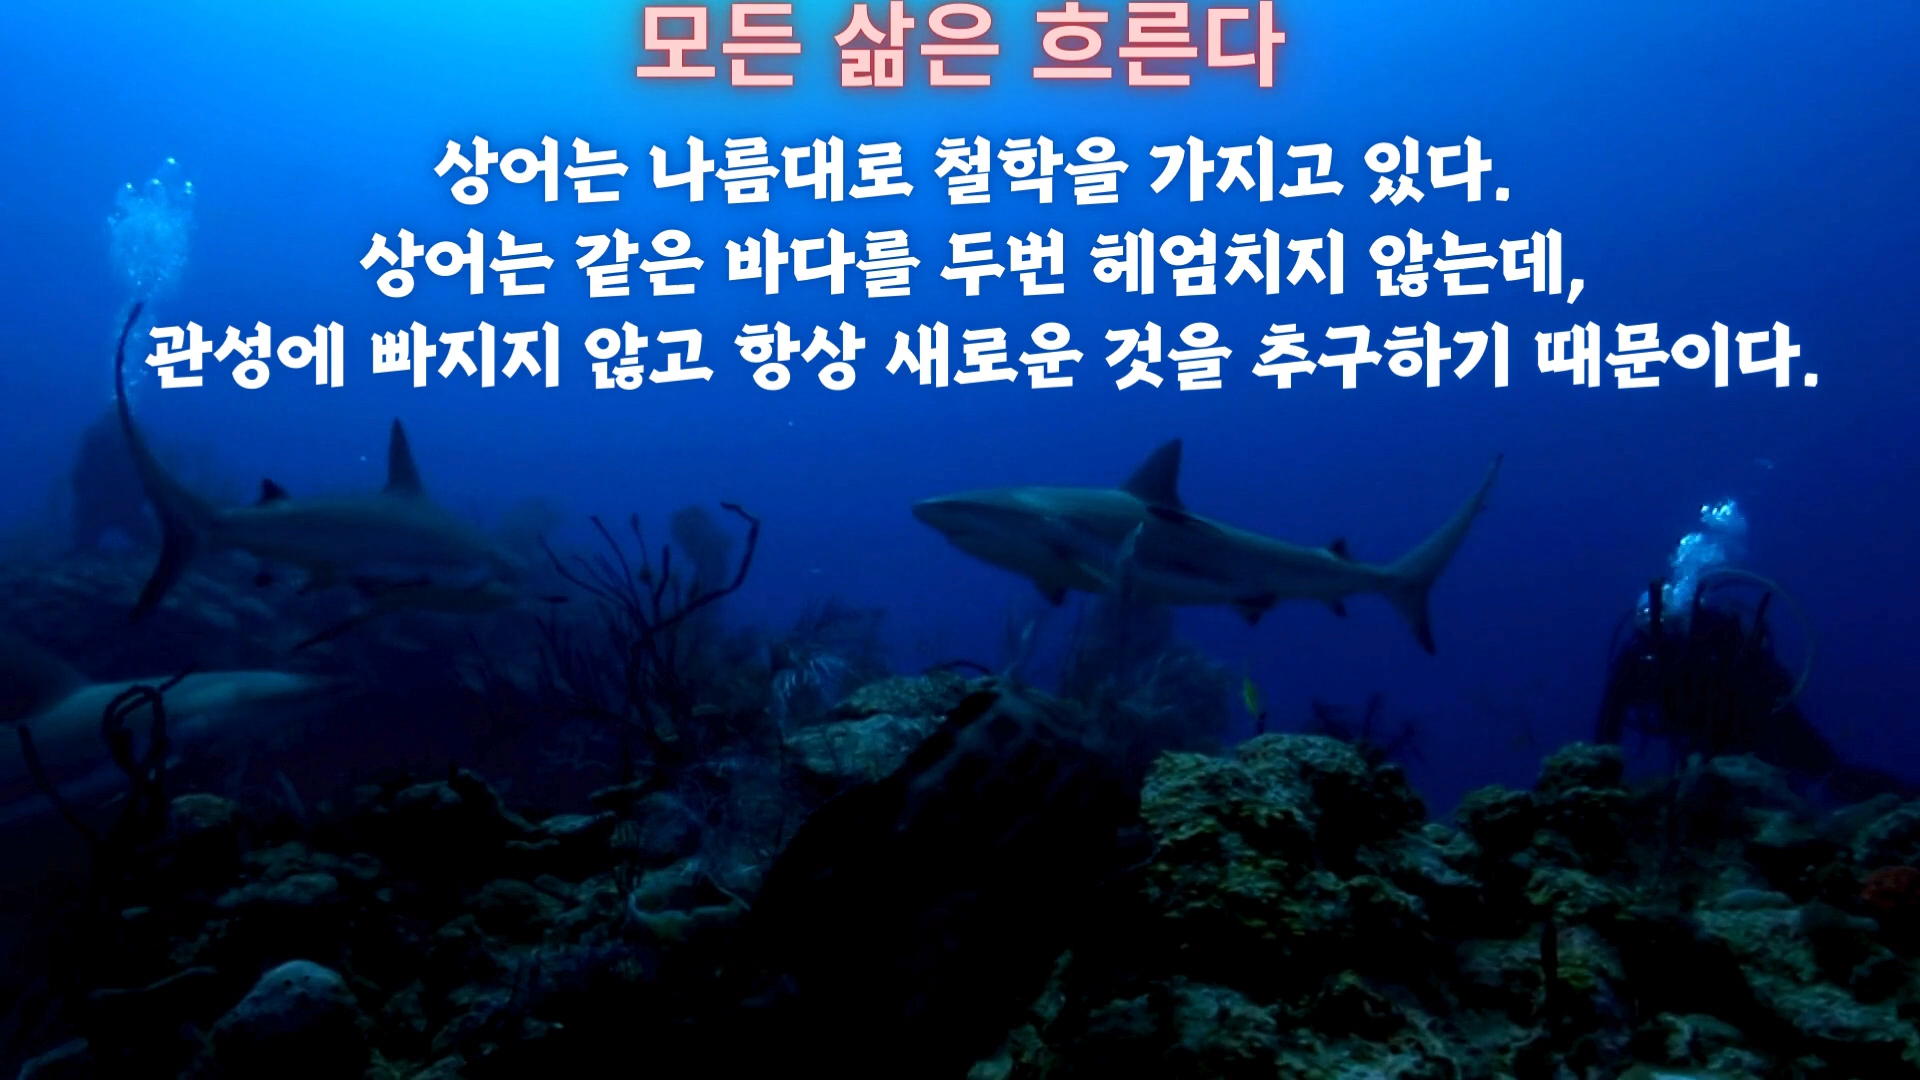 모든 삶은 흐른다
상어는 나름대로 철학을 가지고 있다.
상어는 같은 바다를 두번 헤엄치지 않는데,
관성에 빠지지 않고 항상 새로운 것을 추구하기 때문이다.